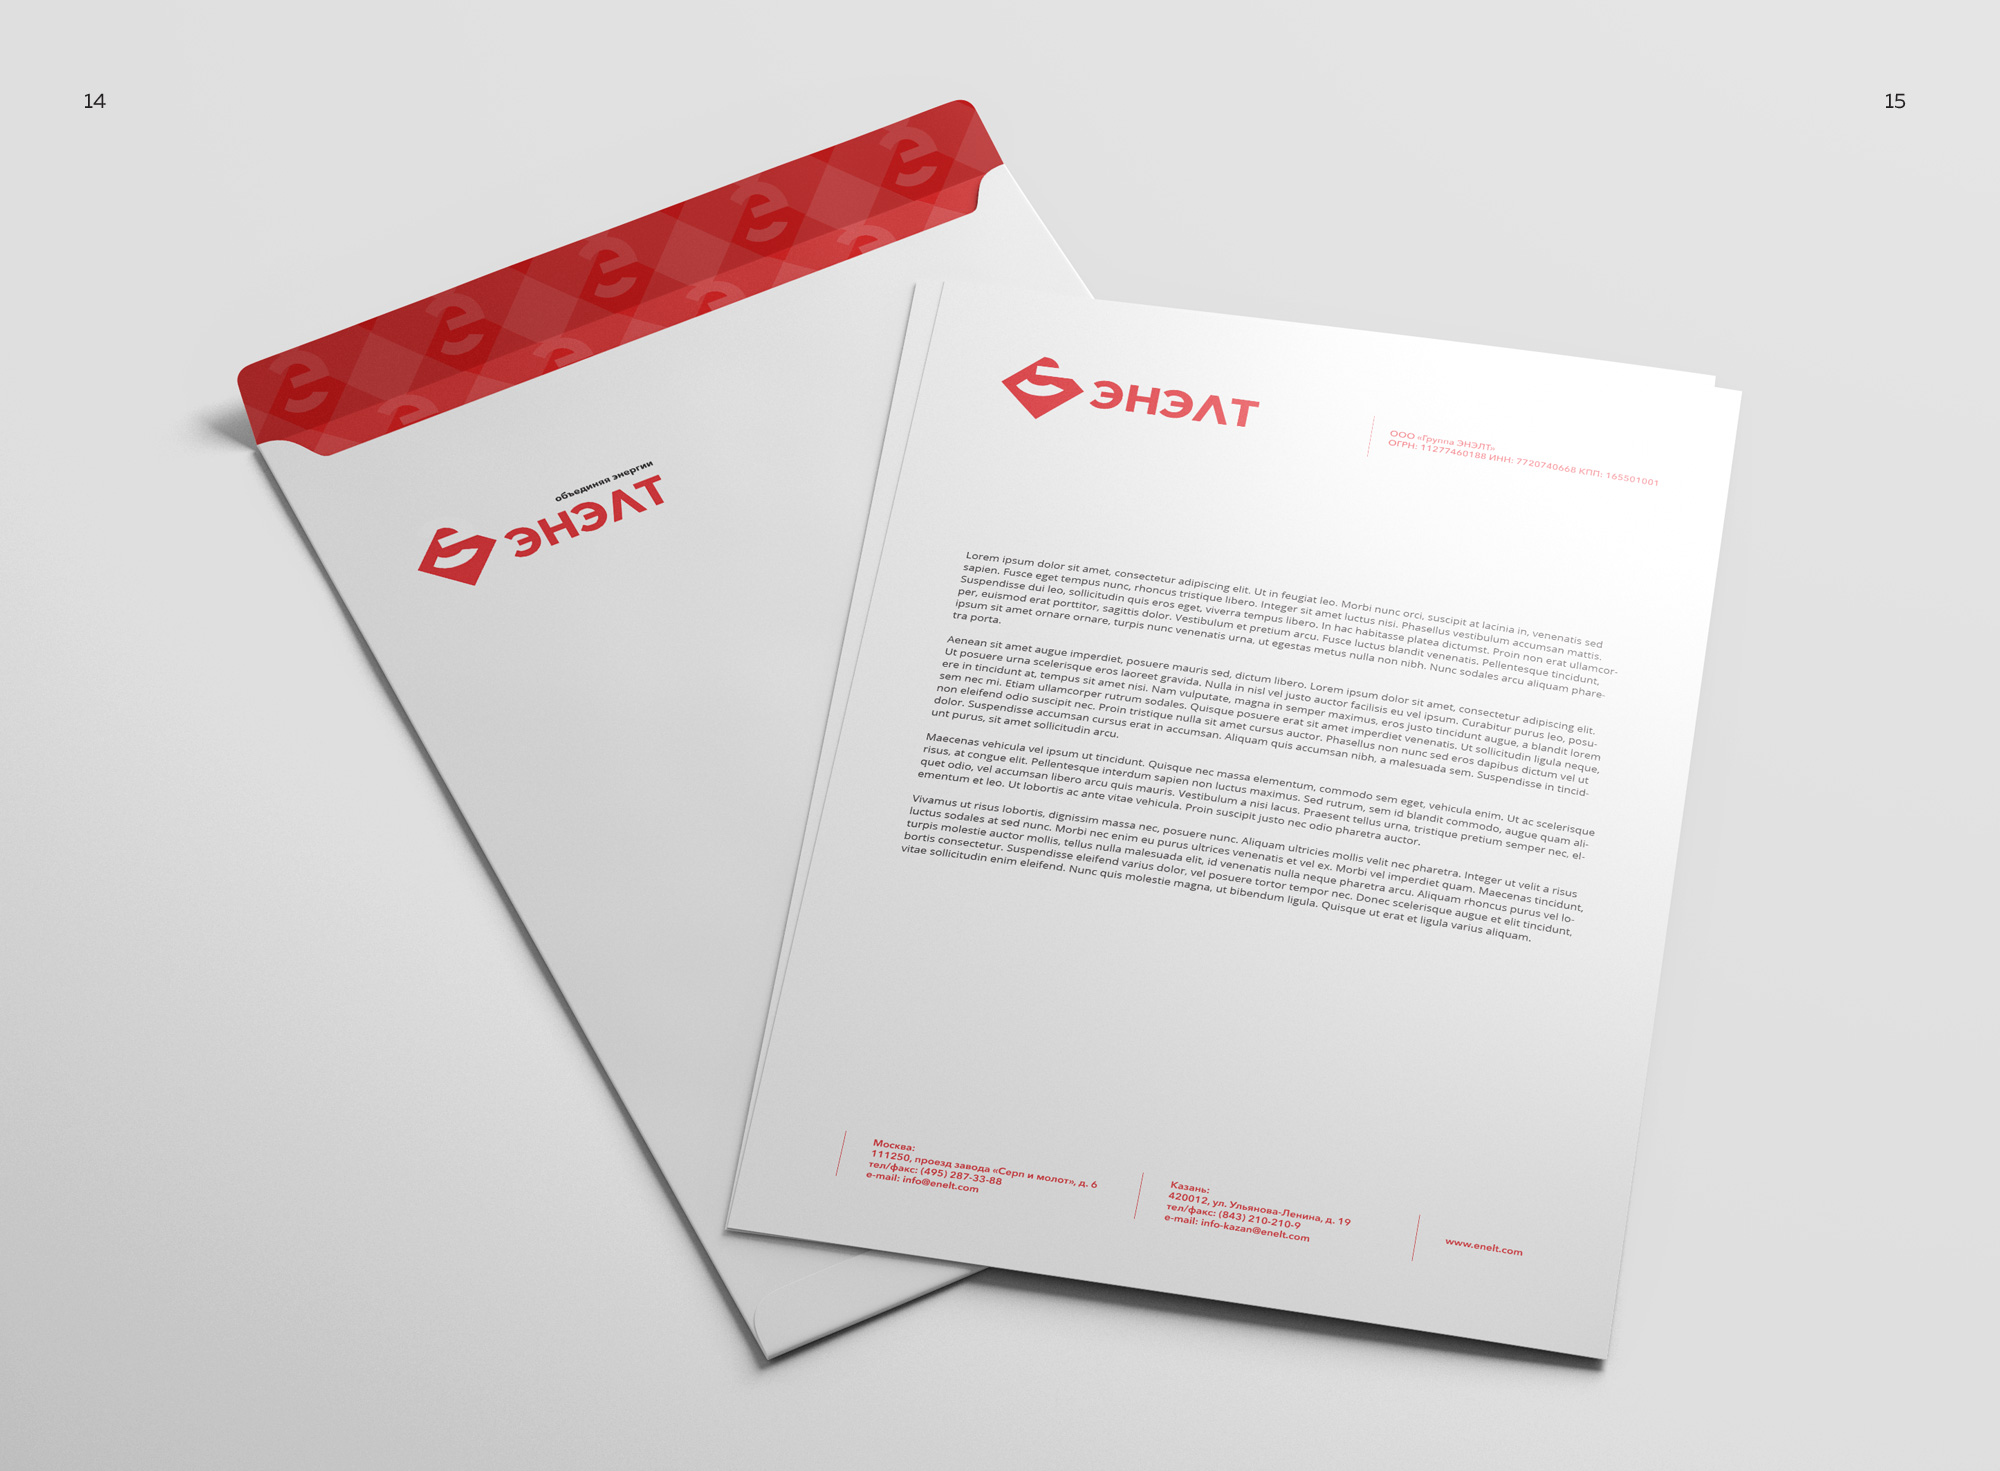 14
15
объединяя энергии
ЭНЭЛТ
ЭНЭЛТ
ООО «Группа ЭНЭЛТ»
ОГРН: 11277460188 ИНН: 7720740668 КПП: 165501001
Lorem ipsum dolor sit amet, consectetur adipiscing elit. Ut in feugiat leo. Morbi nunc orci, suscipit at lacinia in, venenatis sed
sapien. Fusce eget tempus nunc, rhoncus tristique libero. Integer sit amet luctus nisi. Phasellus vestibulum accumsan mattis.
Suspendisse dui leo, sollicitudin quis eros eget, viverra tempus libero. In hac habitasse platea dictumst. Proin non erat ullamcor-
per, euismod erat porttitor, sagittis dolor. Vestibulum et pretium arcu. Fusce luctus blandit venenatis. Pellentesque tincidunt,
ipsum sit amet ornare ornare, turpis nunc venenatis urna, ut egestas metus nulla non nibh. Nunc sodales arcu aliquam phare-
tra porta.
Aenean sit amet augue imperdiet, posuere mauris sed, dictum libero. Lorem ipsum dolor sit amet, consectetur adipiscing elit.
Ut posuere urna scelerisque eros laoreet gravida. Nulla in nisl vel justo auctor facilisis eu vel ipsum. Curabitur purus leo, posu-
ere in tincidunt at, tempus sit amet nisi. Nam vulputate, magna in semper maximus, eros justo tincidunt augue, a blandit lorem
sem nec mi. Etiam ullamcorper rutrum sodales. Quisque posuere erat sit amet imperdiet venenatis. Ut sollicitudin ligula neque,
non eleifend odio suscipit nec. Proin tristique nulla sit amet cursus auctor. Phasellus non nunc sed eros dapibus dictum vel ut
dolor. Suspendisse accumsan cursus erat in accumsan. Aliquam quis accumsan nibh, a malesuada sem. Suspendisse in tincid-
unt purus, sit amet sollicitudin arcu.
Maecenas vehicula vel ipsum ut tincidunt. Quisque nec massa elementum, commodo sem eget, vehicula enim. Ut ac scelerisque
risus, at congue elit. Pellentesque interdum sapien non luctus maximus. Sed rutrum, sem id blandit commodo, augue quam ali-
quet odio, vel accumsan libero arcu quis mauris. Vestibulum a nisi lacus. Praesent tellus urna, tristique pretium semper nec, el-
ementum et leo. Ut lobortis ac ante vitae vehicula. Proin suscipit justo nec odio pharetra auctor.
Vivamus ut risus lobortis, dignissim massa nec, posuere nunc. Aliquam ultricies mollis velit nec pharetra. Integer ut velit a risus
luctus sodales at sed nunc. Morbi nec enim eu purus ultrices venenatis et vel ex. Morbi vel imperdiet quam. Maecenas tincidunt,
turpis molestie auctor mollis, tellus nulla malesuada elit, id venenatis nulla neque pharetra arcu. Aliquam rhoncus purus vel lo-
bortis consectetur. Suspendisse eleifend varius dolor, vel posuere tortor tempor nec. Donec scelerisque augue et elit tincidunt,
vitae sollicitudin enim eleifend. Nunc quis molestie magna, ut bibendum ligula. Quisque ut erat et ligula varius aliquam.
Москва:
111250, проезд завода «Серп и молот», д. 6
тел/факс: (495) 287-33-88
e-mail: info@enelt.com
Казань:
420012, ул. Ульянова-Ленина, д. 19
тел/факс: (843) 210-210-9
e-mail: info-kazan@enelt.com
www.enelt.com